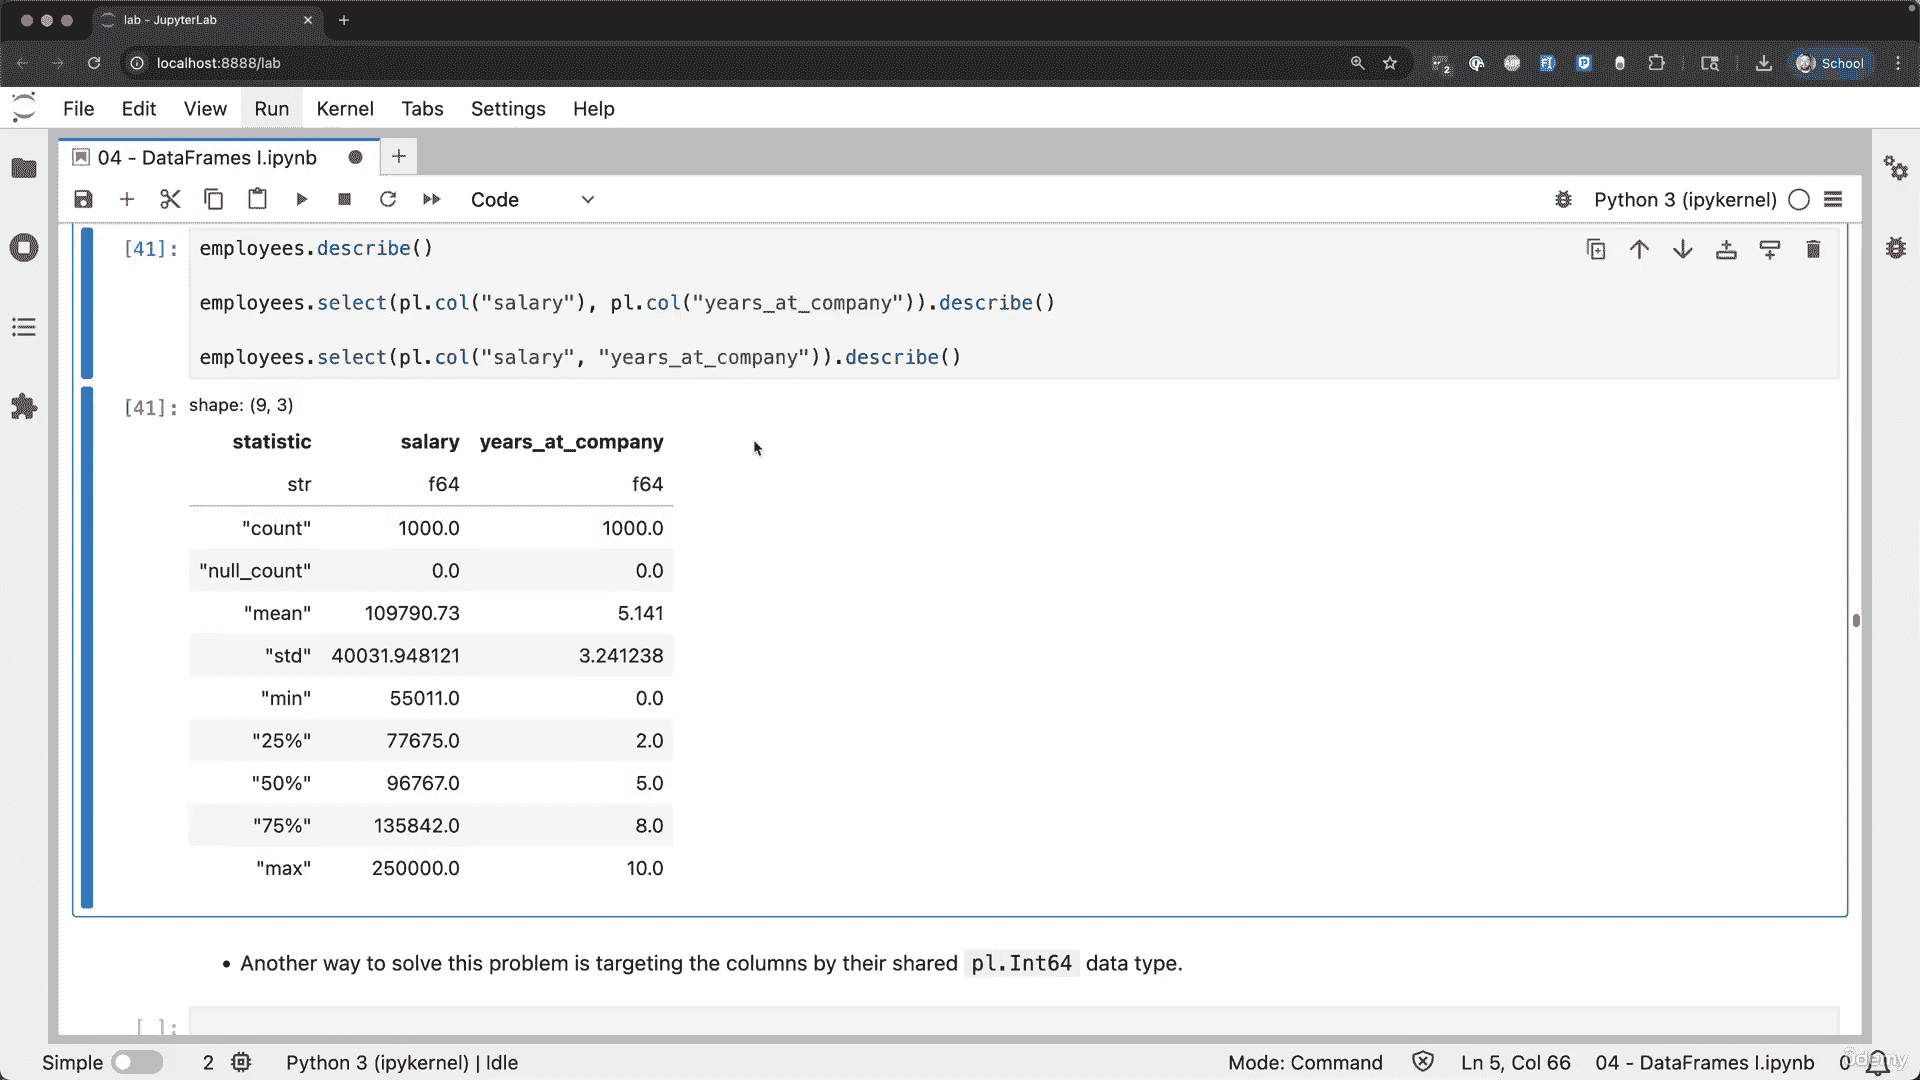 lab - JupyterLab
localhost:8888/lab
2
ABP
School
File Edit View Run Kernel Tabs Settings Help
04 - DataFrames I.ipynb
Code
Python 3 (ipykernel)
[41]:
employees.describe()
employees.select(pl.col("salary"), pl.col("years_at_company")).describe()
employees.select(pl.col("salary", "years_at_company")).describe()
[41]:
shape: (9, 3)
statistic salary years_at_company
str f64 f64
"count" 1000.0 1000.0
"null_count" 0.0 0.0
"mean" 109790.73 5.141
"std" 40031.948121 3.241238
"min" 55011.0 0.0
"25%" 77675.0 2.0
"50%" 96767.0 5.0
"75%" 135842.0 8.0
"max" 250000.0 10.0
• Another way to solve this problem is targeting the columns by their shared pl.Int64 data type.
[ ]:
Simple 2 Python 3 (ipykernel) | Idle Mode: Command Ln 5, Col 66 04 - DataFrames I.ipynb 0
udemy